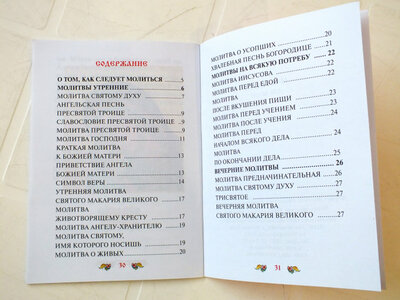 СОДЕРЖАНИЕ
О ТОМ, КАК СЛЕДУЕТ МОЛИТЬСЯ 5
МОЛИТВЫ УТРЕННИЕ 6
МОЛИТВА СВЯТОМУ ДУХУ 7
АНГЕЛЬСКАЯ ПЕСНЬ
ПРЕСВЯТОЙ ТРОИЦЕ 9
СЛАВОСЛОВИЕ ПРЕСВЯТОЙ ТРОИЦЕ 9
МОЛИТВА ПРЕСВЯТОЙ ТРОИЦЕ 10
МОЛИТВА ГОСПОДНЯ 11
КРАТКАЯ МОЛИТВА
К БОЖИЕЙ МАТЕРИ 13
ПРИВЕТСТВИЕ АНГЕЛА
БОЖИЕЙ МАТЕРИ 13
СИМВОЛ ВЕРЫ 14
УТРЕННЯЯ МОЛИТВА
СВЯТОГО МАКАРИЯ ВЕЛИКОГО 17
МОЛИТВА
ЖИВОТВОРЯЩЕМУ КРЕСТУ 17
МОЛИТВА АНГЕЛУ-ХРАНИТЕЛЮ 19
МОЛИТВА СВЯТОМУ,
ИМЯ КОТОРОГО НОСИШЬ 19
МОЛИТВА О ЖИВЫХ 20
30
МОЛИТВА О УСОПШИХ 20
ХВАЛЕБНАЯ ПЕСНЬ БОГОРОДИЦЕ 21
МОЛИТВЫ НА ВСЯКУЮ ПОТРЕБУ 22
МОЛИТВА ИИСУСОВА 22
МОЛИТВА ПЕРЕД ЕДОЙ 22
МОЛИТВА
ПОСЛЕ ВКУШЕНИЯ ПИЩИ 23
МОЛИТВА ПЕРЕД УЧЕНИЕМ 23
МОЛИТВА ПОСЛЕ УЧЕНИЯ 24
МОЛИТВА ПЕРЕД
НАЧАЛОМ ВСЯКОГО ДЕЛА 24
МОЛИТВА
ПО ОКОНЧАНИИ ДЕЛА 25
ВЕЧЕРНИЕ МОЛИТВЫ 26
МОЛИТВА ПРЕДНАЧИНАТЕЛЬНАЯ 26
МОЛИТВА СВЯТОМУ ДУХУ 26
ТРИСВЯТОЕ 27
ВЕЧЕРНЯЯ МОЛИТВА
СВЯТОГО МАКАРИЯ ВЕЛИКОГО 27
31